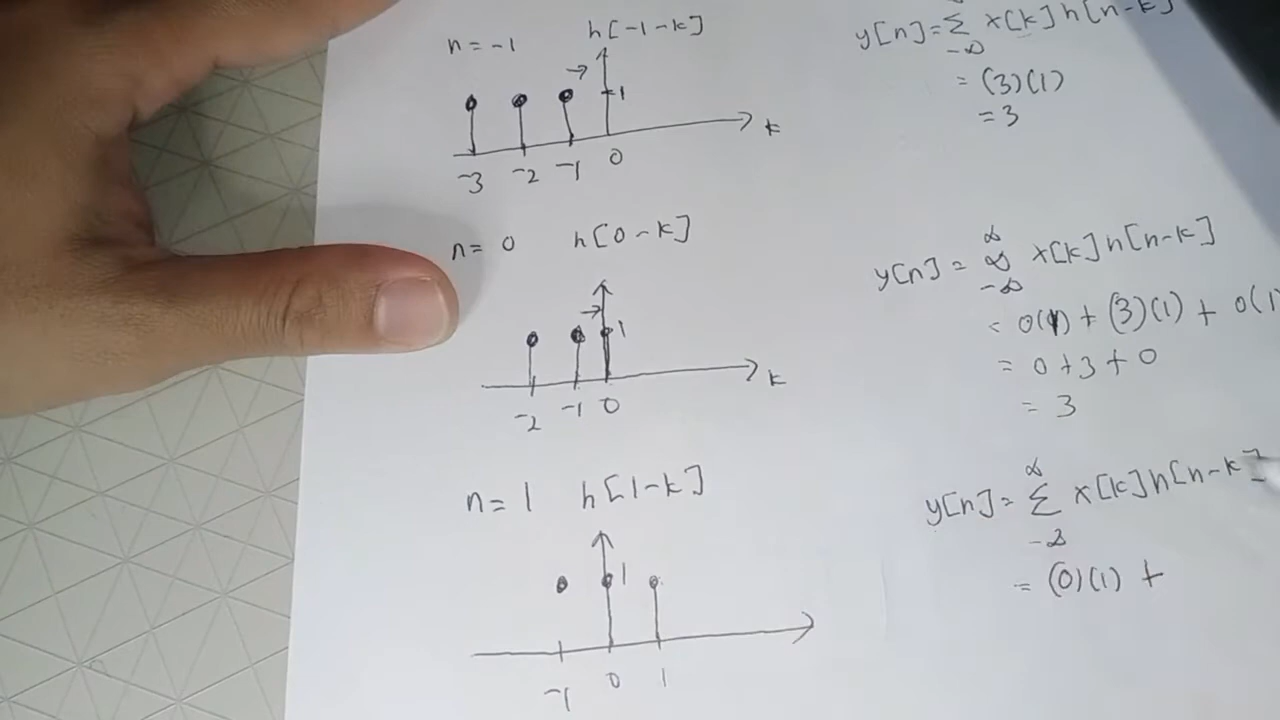 n = -1 h[-1-k]
1
k
-3 -2 -1 0
y[n] = Σ x[k] h[n-k]
-∞
= (3)(1)
= 3
n = 0 h[0-k]
1
k
-2 -1 0
∞
y[n] = Σ x[k] h[n-k]
-∞
= 0(1) + (3)(1) + 0(1
= 0 + 3 + 0
= 3
n = 1 h[1-k]
1
-1 0 1
∞
y[n] = Σ x[k] h[n-k]
-∞
= (0)(1) +